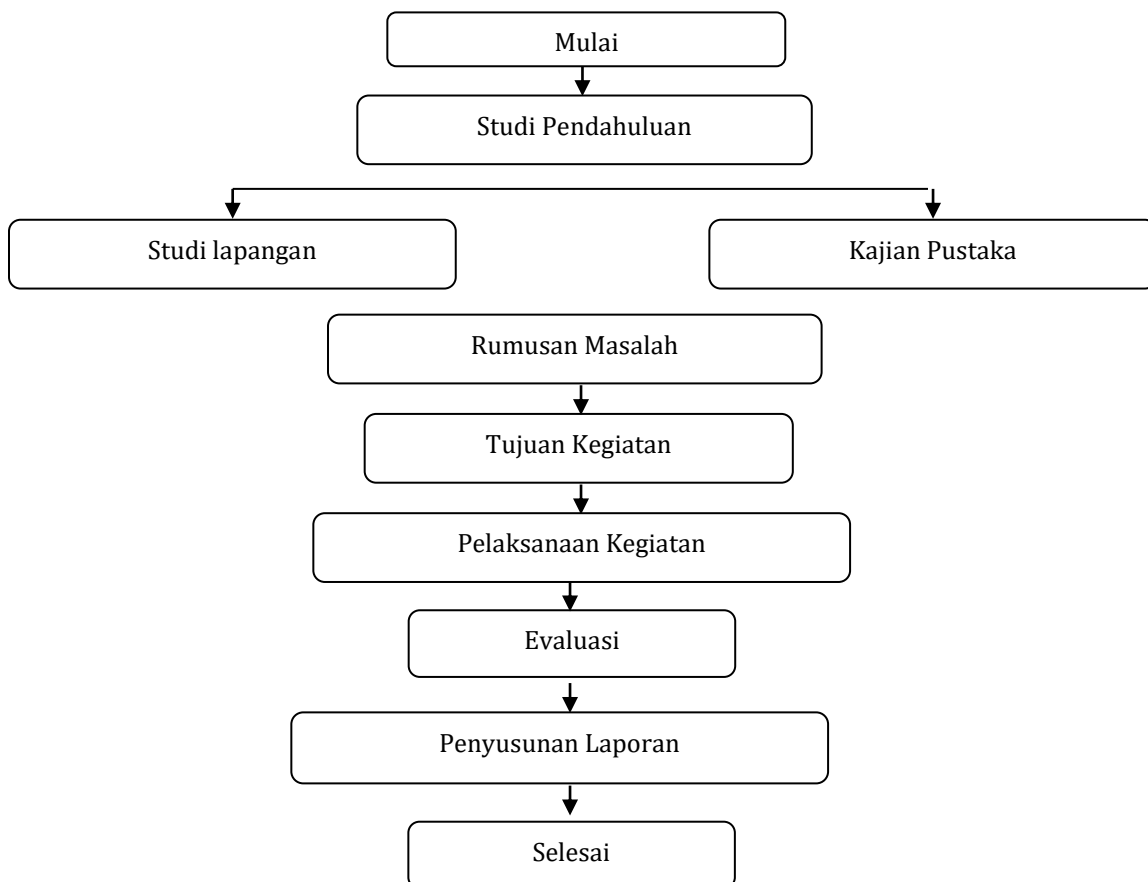 Mulai
Studi Pendahuluan
Studi lapangan
Kajian Pustaka
Rumusan Masalah
Tujuan Kegiatan
Pelaksanaan Kegiatan
Evaluasi
Penyusunan Laporan
Selesai